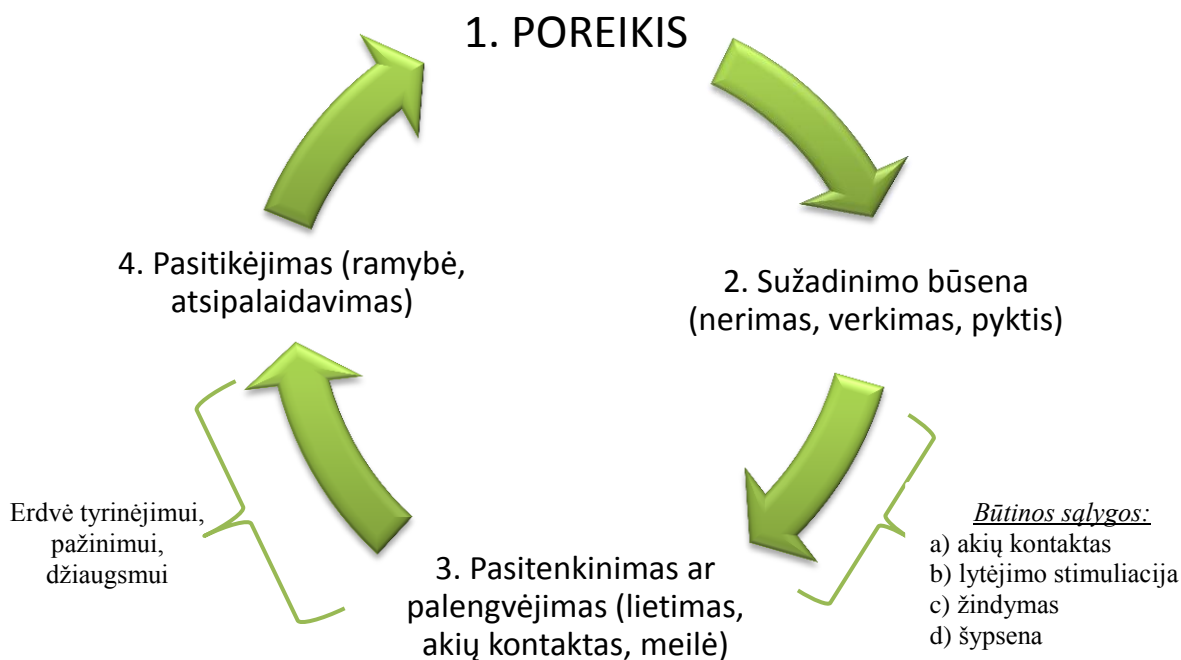 1. POREIKIS
2. Sužadinimo būsena
(nerimas, verkimas, pyktis)
Būtinos sąlygos:
a) akių kontaktas
b) lytėjimo stimuliacija
c) žindymas
d) šypsena
3. Pasitenkinimas ar
palengvėjimas (lietimas,
akių kontaktas, meilė)
Erdvė tyrinėjimui,
pažinimui,
džiaugsmui
4. Pasitikėjimas (ramybė,
atsipalaidavimas)